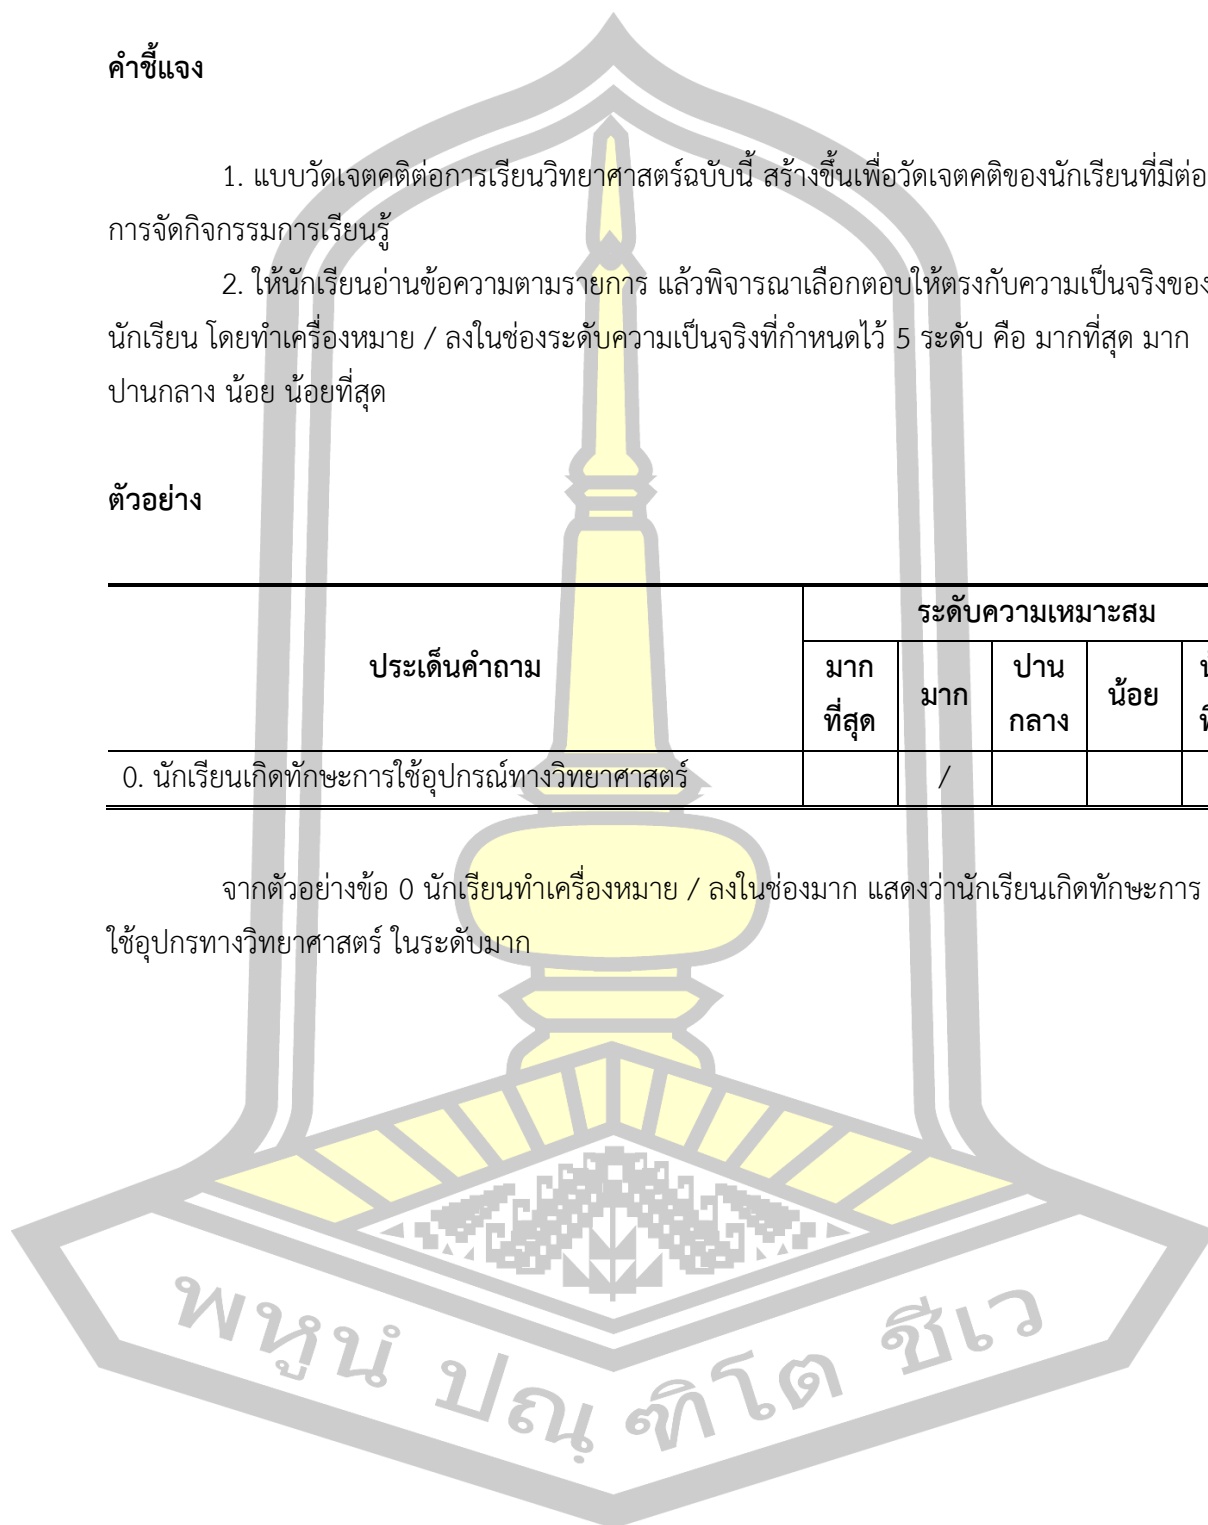 คำชี้แจง
1. แบบวัดเจตคติต่อการเรียนวิทยาศาสตร์ฉบับนี้ สร้างขึ้นเพื่อวัดเจตคติของนักเรียนที่มีต่อ
การจัดกิจกรรมการเรียนรู้
2. ให้นักเรียนอ่านข้อความตามรายการ แล้วพิจารณาเลือกตอบให้ตรงกับความเป็นจริงของ
นักเรียน โดยทำเครื่องหมาย / ลงในช่องระดับความเป็นจริงที่กำหนดไว้ 5 ระดับ คือ มากที่สุด มาก
ปานกลาง น้อย น้อยที่สุด
ตัวอย่าง
ระดับความเหมาะสม
ประเด็นคำถาม มาก มาก ปาน น้อย
ที่สุด กลาง
0. นักเรียนเกิดทักษะการใช้อุปกรณ์ทางวิทยาศาสตร์ /
จากตัวอย่างข้อ 0 นักเรียนทำเครื่องหมาย / ลงในช่องมาก แสดงว่านักเรียนเกิดทักษะการ
ใช้อุปกรทางวิทยาศาสตร์ ในระดับมาก
พหูนํ ปณฺฑิโต ชีเว